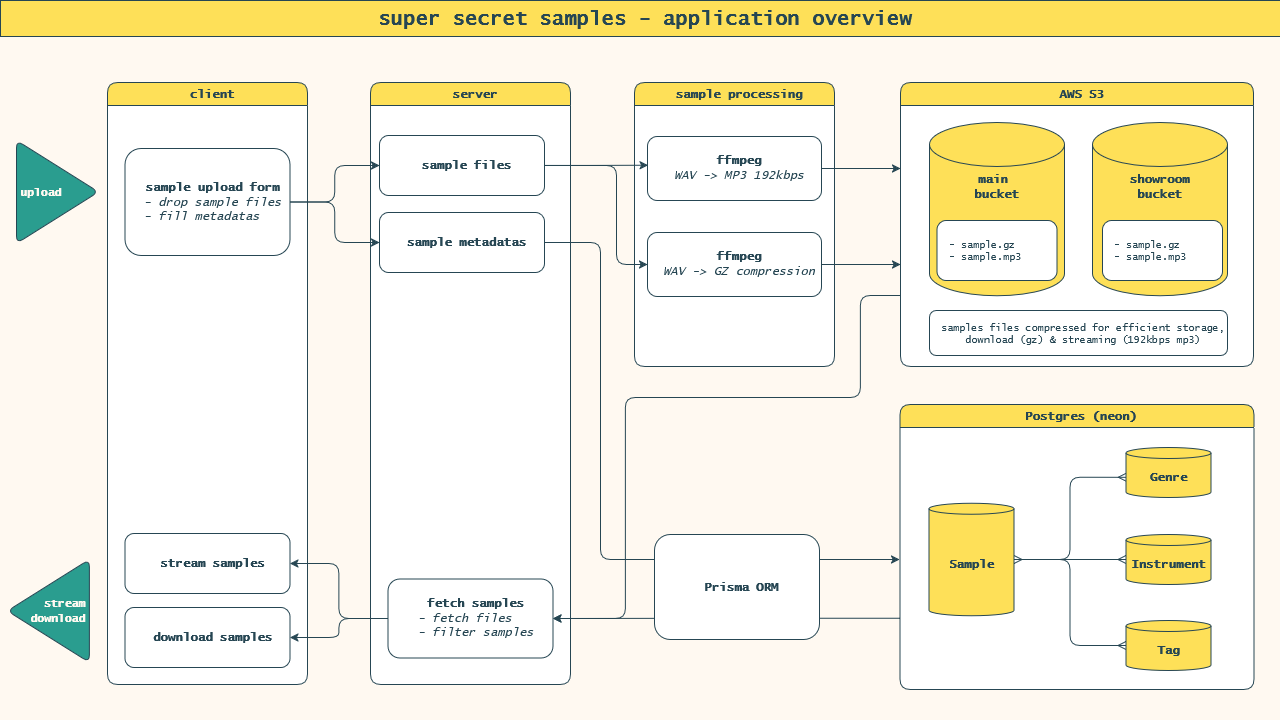 super secret samples – application overview
client
server
sample processing
AWS S3
upload
sample upload form
- drop sample files
- fill metadatas
sample files
sample metadatas
ffmpeg
WAV -> MP3 192kbps
ffmpeg
WAV -> GZ compression
main
bucket
- sample.gz
- sample.mp3
showroom
bucket
- sample.gz
- sample.mp3
samples files compressed for efficient storage,
download (gz) & streaming (192kbps mp3)
Postgres (neon)
Sample
Genre
Instrument
Tag
Prisma ORM
fetch samples
- fetch files
- filter samples
stream samples
download samples
stream
download